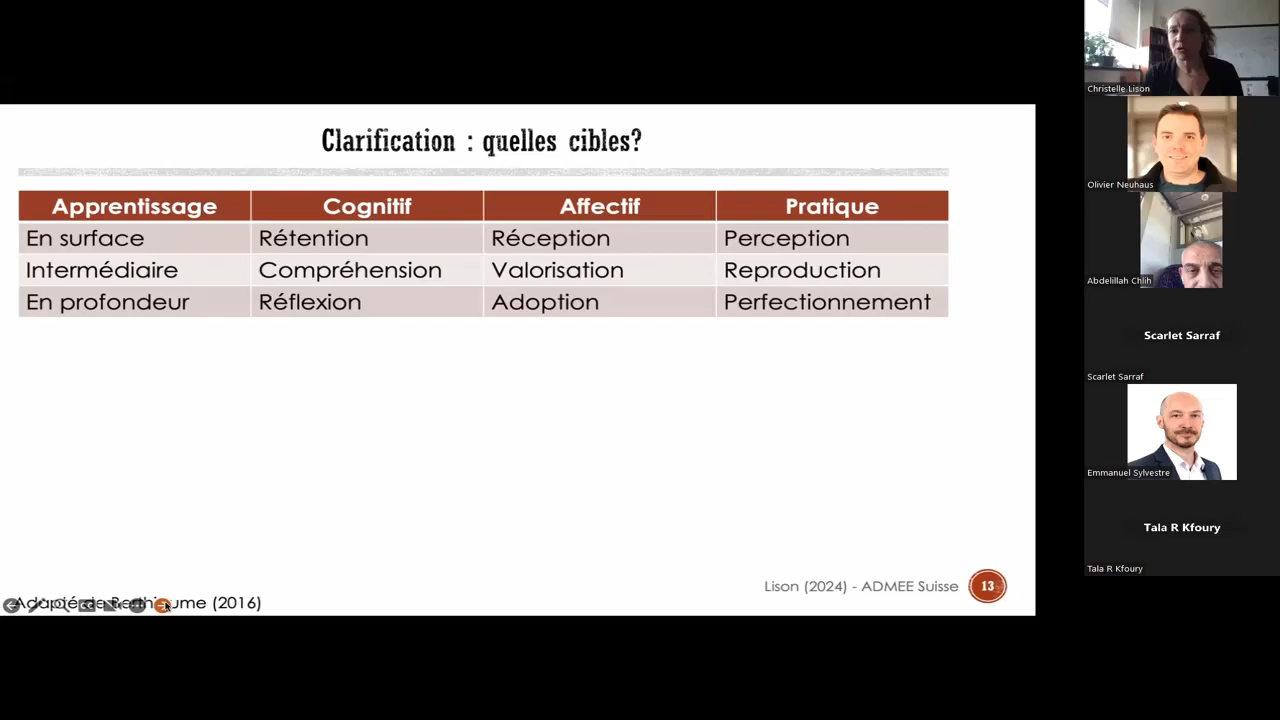 Clarification : quelles cibles?
Apprentissage Cognitif Affectif Pratique
En surface Rétention Réception Perception
Intermédiaire Compréhension Valorisation Reproduction
En profondeur Réflexion Adoption Perfectionnement
Lison (2024) - ADMEE Suisse 13
Adapté de (2016)
Christelle Lison
Olivier Neuhaus
Abdelillah Chlih
Scarlet Sarraf
Scarlet Sarraf
Emmanuel Sylvestre
Tala R Kfoury
Tala R Kfoury